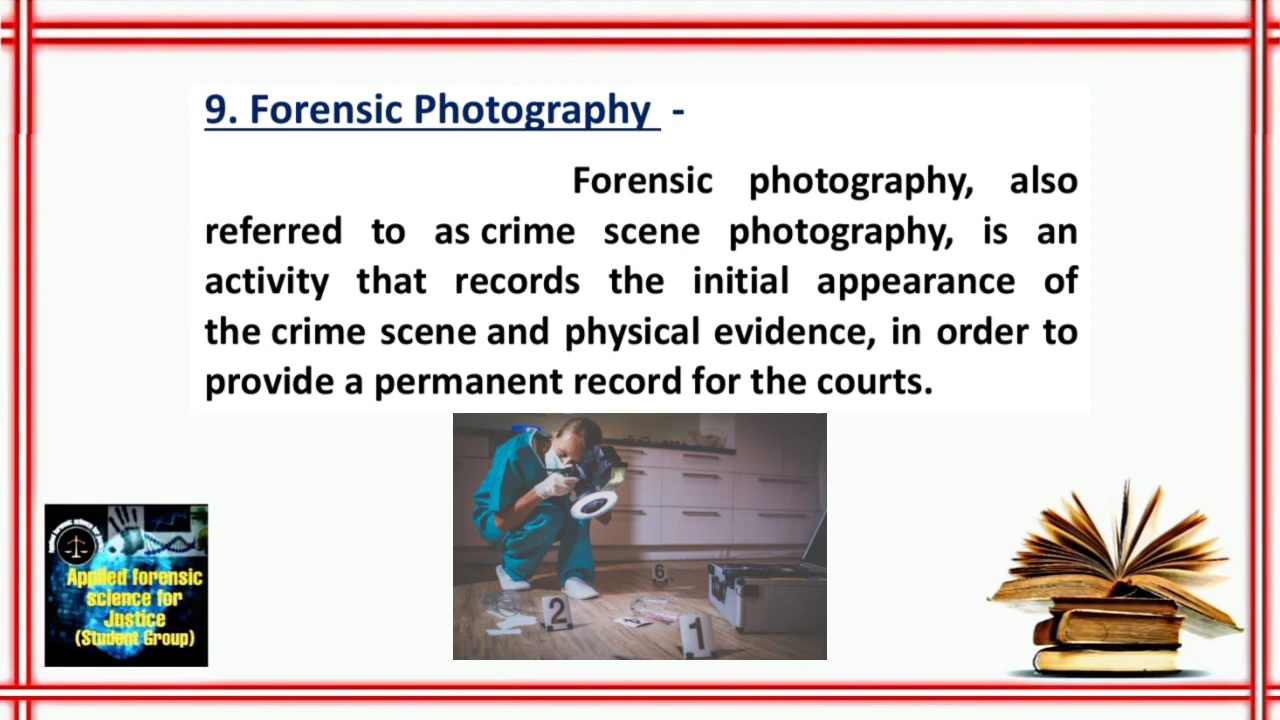 9. Forensic Photography -
Forensic photography, also
referred to as crime scene photography, is an
activity that records the initial appearance of
the crime scene and physical evidence, in order to
provide a permanent record for the courts.
6
2
1
Applied forensic
science for
Justice
(Student Group)